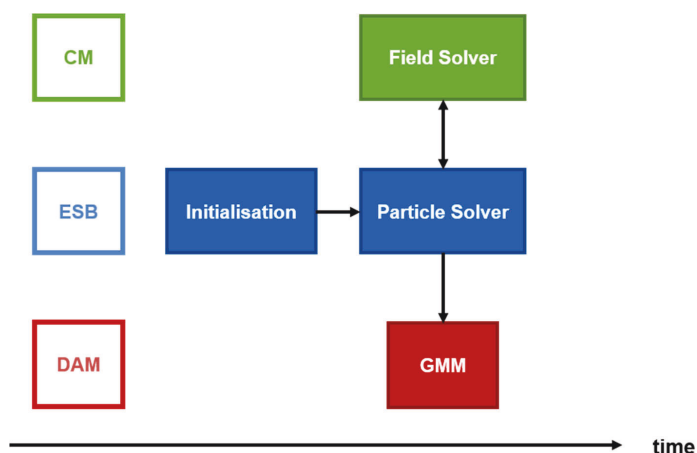 CM
Field Solver
ESB
Initialisation
Particle Solver
DAM
GMM
time